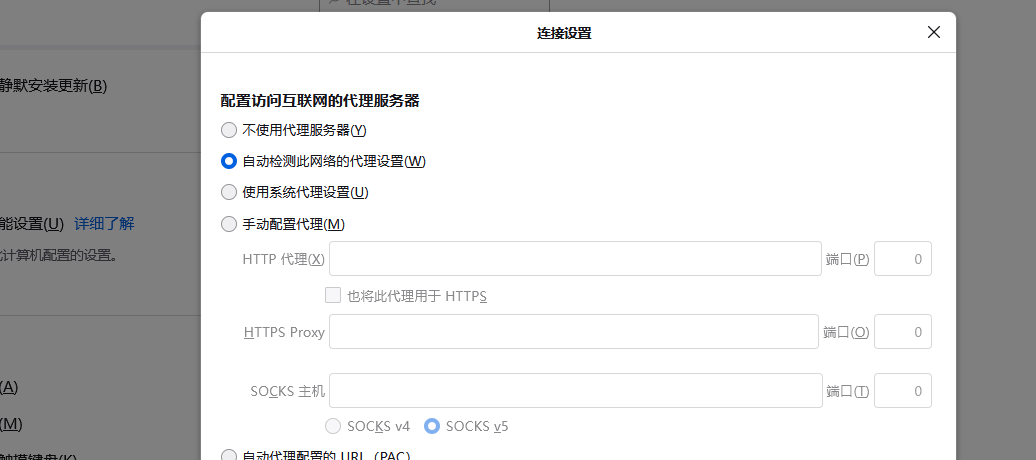 在设置中查找
连接设置
静默安装更新(B)
配置访问互联网的代理服务器
不使用代理服务器(Y)
自动检测此网络的代理设置(W)
使用系统代理设置(U)
能设置(U) 详细了解
手动配置代理(M)
计算机配置的设置。
HTTP 代理(X) 端口(P) 0
也将此代理用于 HTTPS
HTTPS Proxy 端口(O) 0
(A)
SOCKS 主机 端口(T) 0
(M)
SOCKS v4 SOCKS v5
触摸键盘(K)
自动代理配置的 URL（PAC）